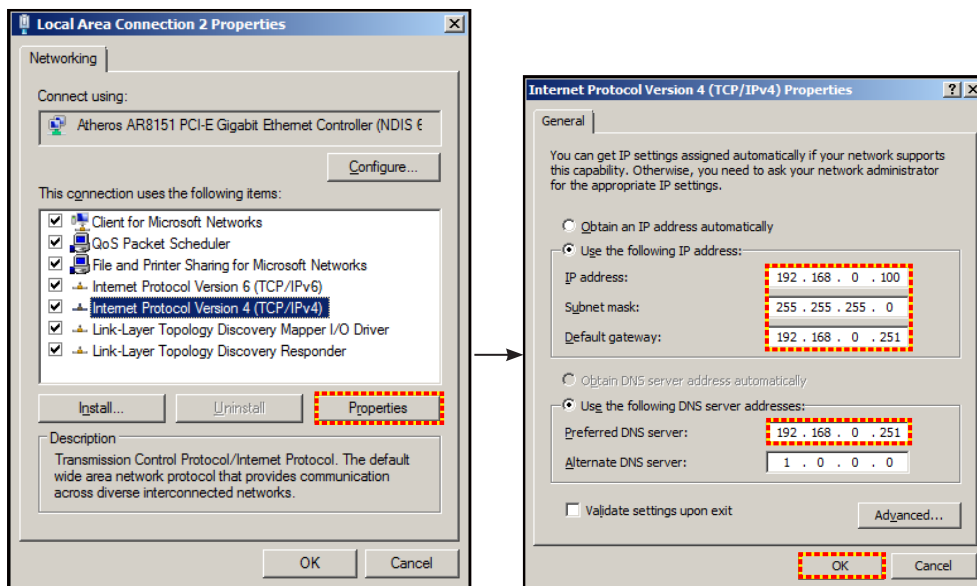 Local Area Connection 2 Properties
Networking
Connect using:
Atheros AR8151 PCI-E Gigabit Ethernet Controller (NDIS 6
Configure...
This connection uses the following items:
Client for Microsoft Networks
QoS Packet Scheduler
File and Printer Sharing for Microsoft Networks
Internet Protocol Version 6 (TCP/IPv6)
Internet Protocol Version 4 (TCP/IPv4)
Link-Layer Topology Discovery Mapper I/O Driver
Link-Layer Topology Discovery Responder
Install...
Uninstall
Properties
Description
Transmission Control Protocol/Internet Protocol. The default
wide area network protocol that provides communication
across diverse interconnected networks.
OK
Cancel
Internet Protocol Version 4 (TCP/IPv4) Properties
General
You can get IP settings assigned automatically if your network supports
this capability. Otherwise, you need to ask your network administrator
for the appropriate IP settings.
Obtain an IP address automatically
Use the following IP address:
IP address: 192 . 168 . 0 . 100
Subnet mask: 255 . 255 . 255 . 0
Default gateway: 192 . 168 . 0 . 251
Obtain DNS server address automatically
Use the following DNS server addresses:
Preferred DNS server: 192 . 168 . 0 . 251
Alternate DNS server: 1 . 0 . 0 . 0
Validate settings upon exit
Advanced...
OK
Cancel